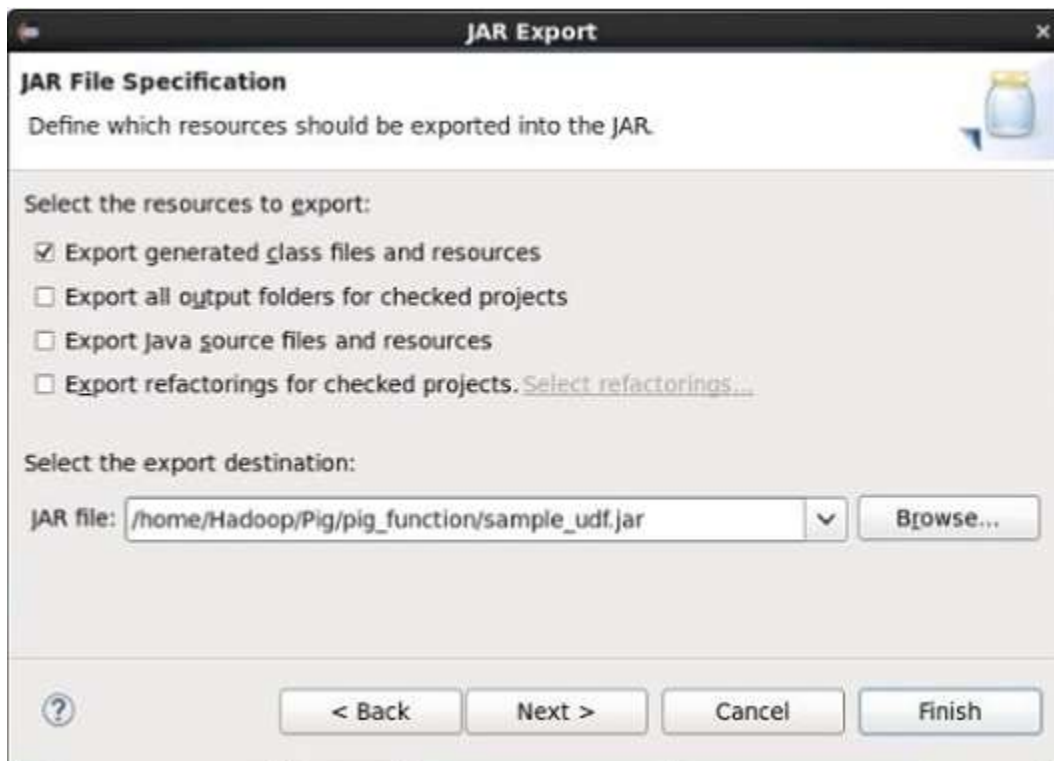 JAR Export
JAR File Specification
Define which resources should be exported into the JAR.
Select the resources to export:
Export generated class files and resources
Export all output folders for checked projects
Export Java source files and resources
Export refactorings for checked projects. Select refactorings...
Select the export destination:
JAR file: /home/Hadoop/Pig/pig_function/sample_udf.jar Browse...
? < Back Next > Cancel Finish